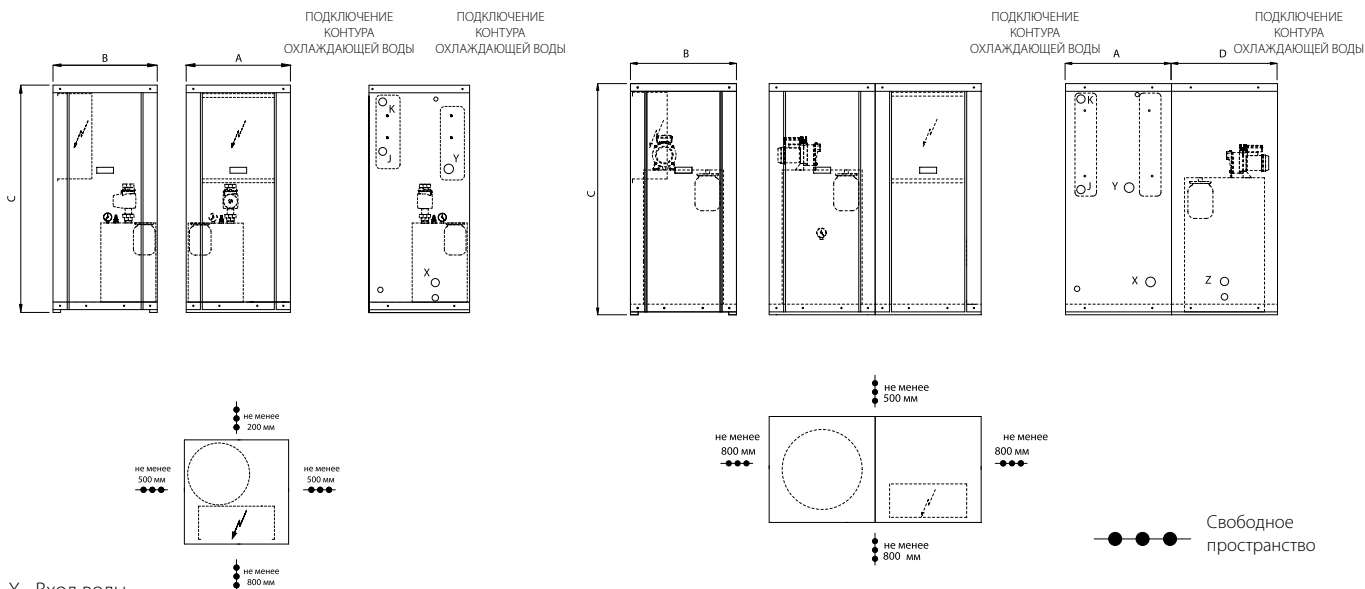 ПОДКЛЮЧЕНИЕ
КОНТУРА
ОХЛАЖДАЮЩЕЙ ВОДЫ
ПОДКЛЮЧЕНИЕ
КОНТУРА
ОХЛАЖДАЮЩЕЙ ВОДЫ
ПОДКЛЮЧЕНИЕ
КОНТУРА
ОХЛАЖДАЮЩЕЙ ВОДЫ
ПОДКЛЮЧЕНИЕ
КОНТУРА
ОХЛАЖДАЮЩЕЙ ВОДЫ
B
A
B
A
D
C
K
J
Y
X
C
K
J
Y
X
Z
не менее
200 мм
не менее
500 мм
не менее
500 мм
не менее
800 мм
не менее
500 мм
не менее
800 мм
не менее
800 мм
не менее
800 мм
Свободное
пространство